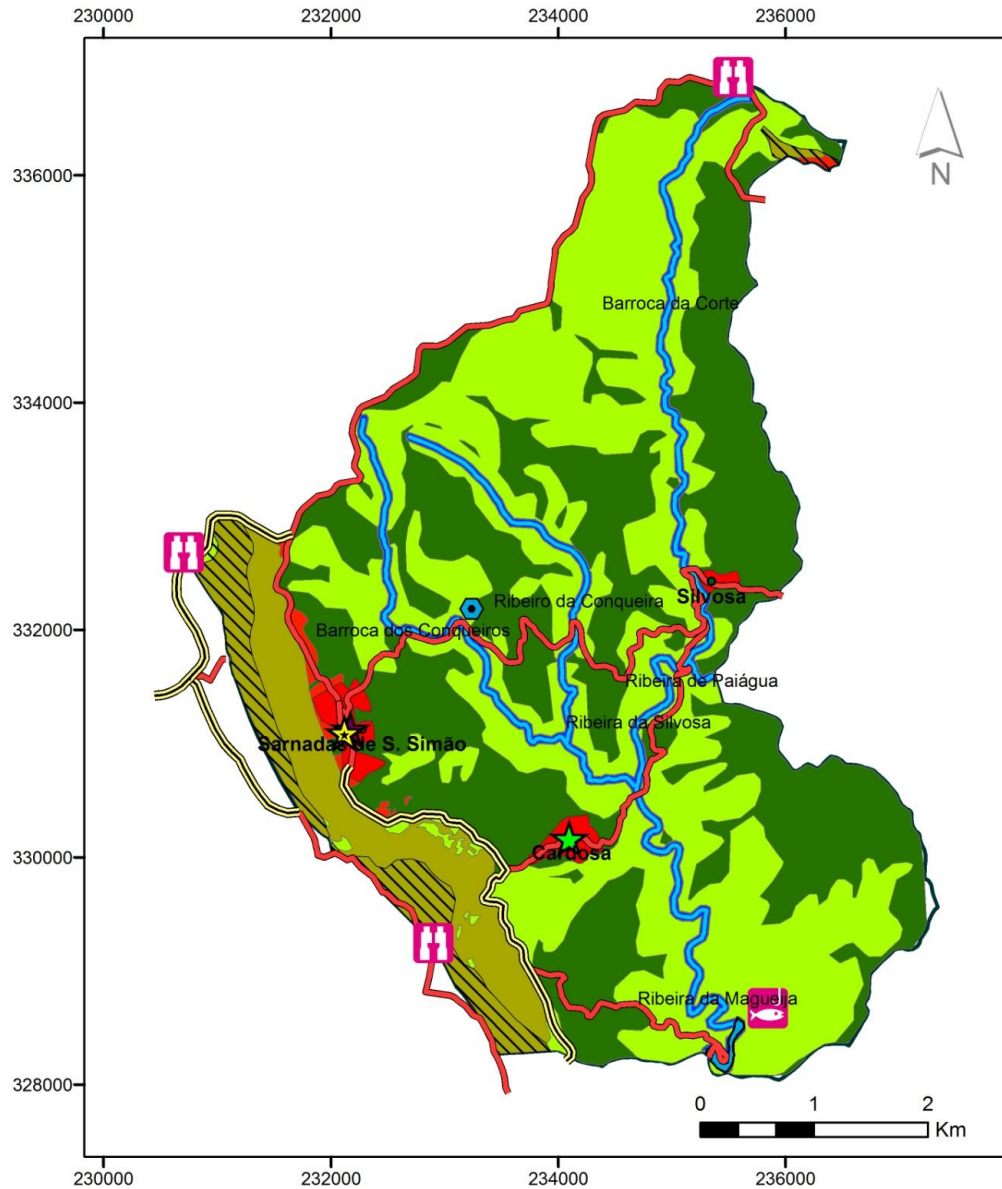 230000 232000 234000 236000
336000
N
Barroca da Corte
334000
Ribeiro da Conqueira
Silvosa
332000
Barroca dos Conqueiros
Ribeira de Paiágua
Ribeira da Silvosa
Sarnadas de S. Simão
330000
Cardosa
Ribeira da Magueija
328000
0 1 2
Km
230000 232000 234000 236000